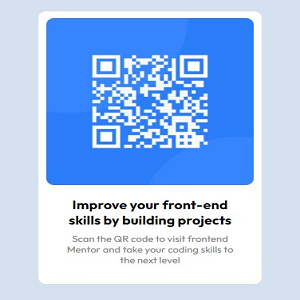 Improve your front-end
skills by building projects
Scan the QR code to visit frontend
Mentor and take your coding skills to
the next level